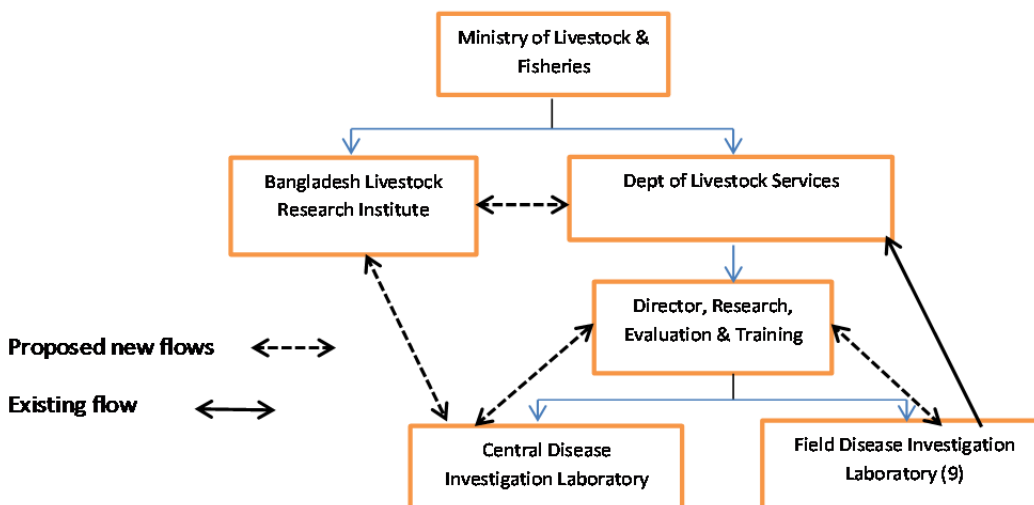 Ministry of Livestock &
Fisheries
Bangladesh Livestock
Research Institute
Dept of Livestock Services
Director, Research,
Evaluation & Training
Proposed new flows
Existing flow
Central Disease
Investigation Laboratory
Field Disease Investigation
Laboratory (9)